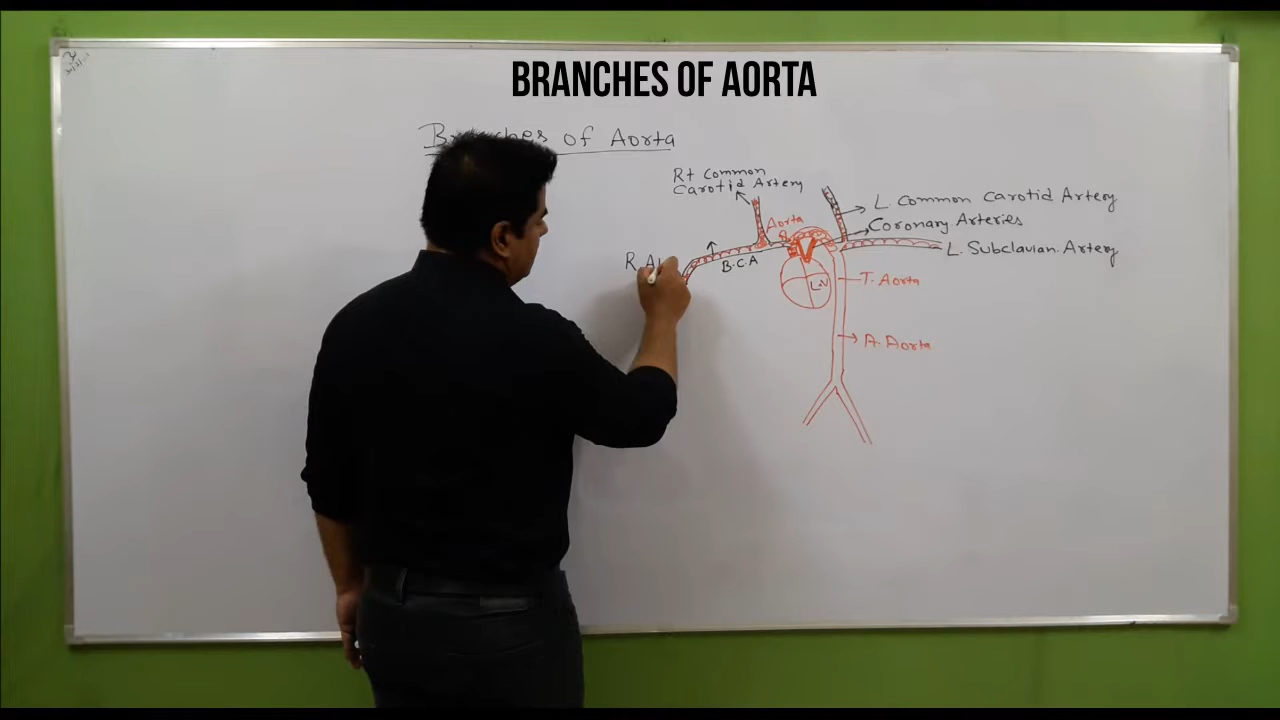 BRANCHES OF AORTA
Branches of Aorta
Rt Common
Carotid Artery
L. Common Carotid Artery
Aorta
Coronary Arteries
L. Subclavian. Artery
R
B.C.A
L.V
T. Aorta
A. Aorta